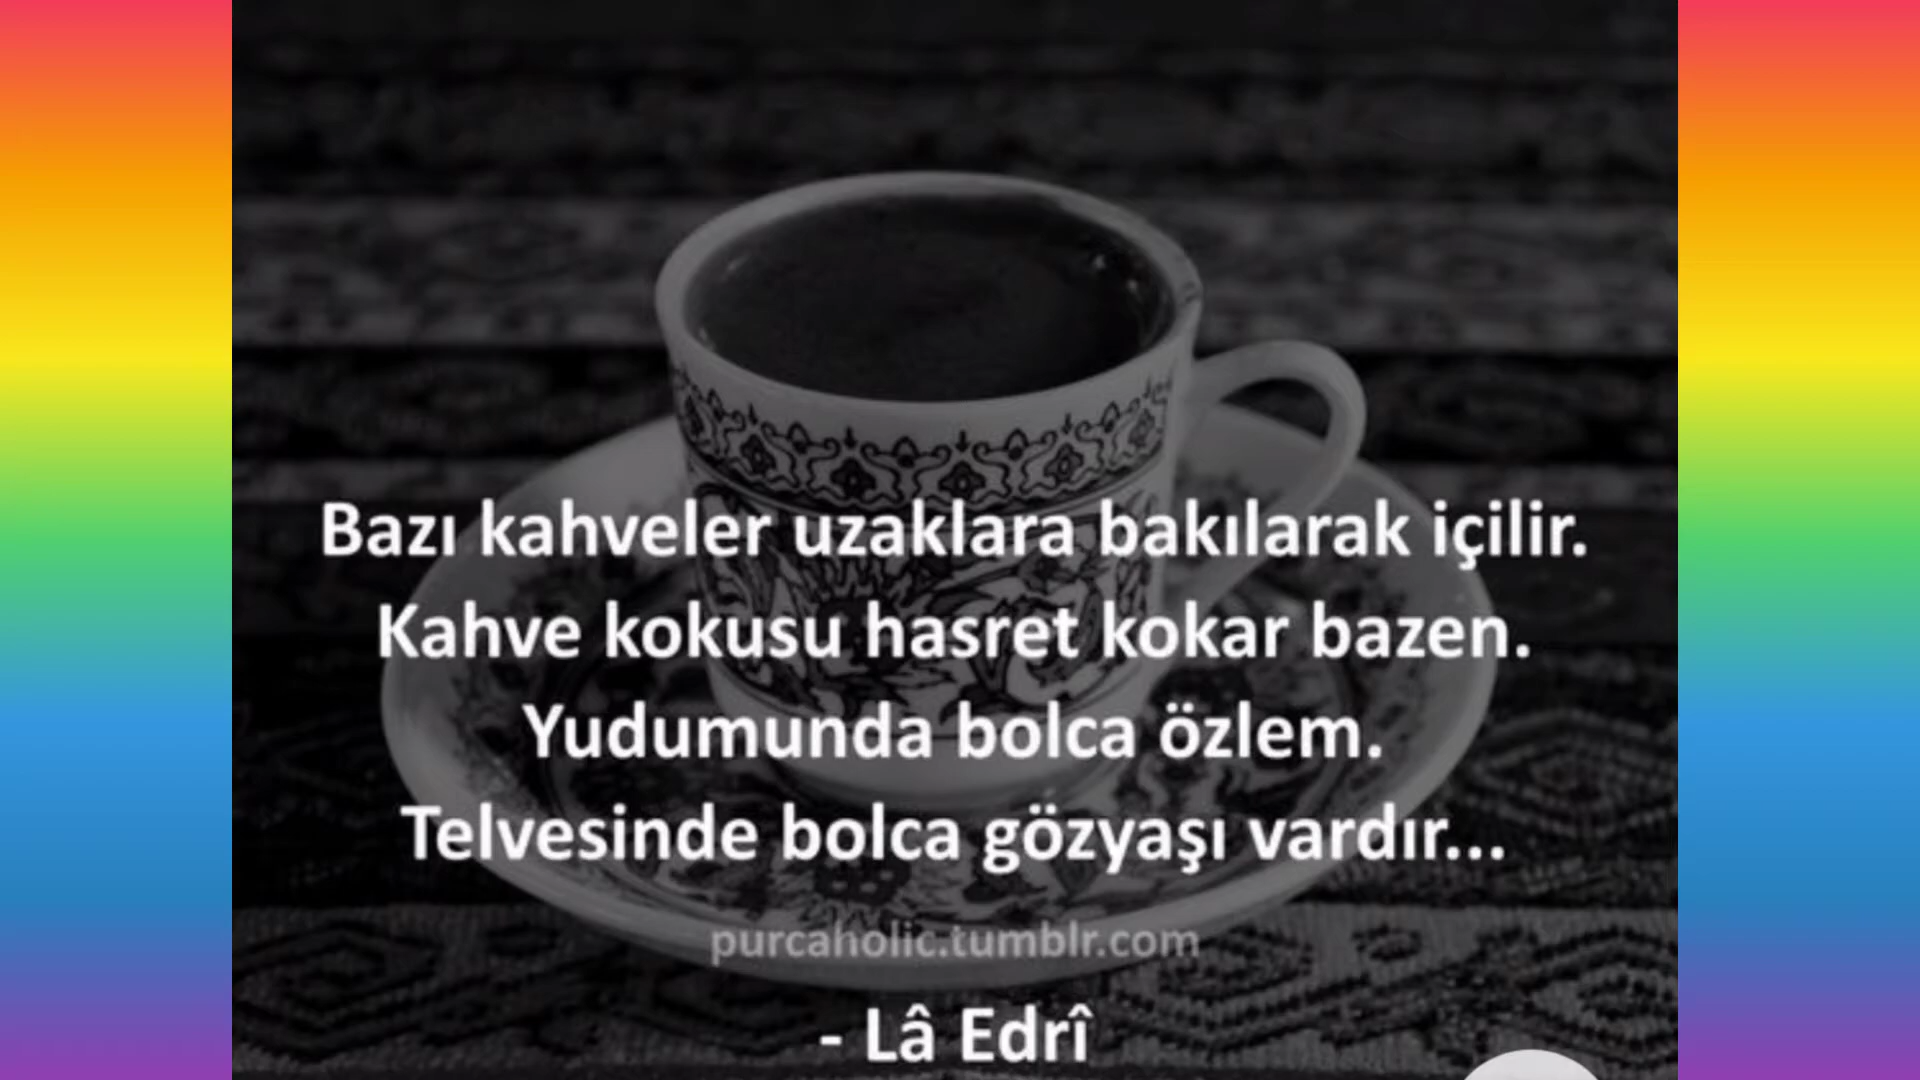 Bazı kahveler uzaklara bakılarak içilir.
Kahve kokusu hasret kokar bazen.
Yudumunda bolca özlem.
Telvesinde bolca gözyaşı vardır...
purcaholic.tumblr.com
- Lâ Edrî